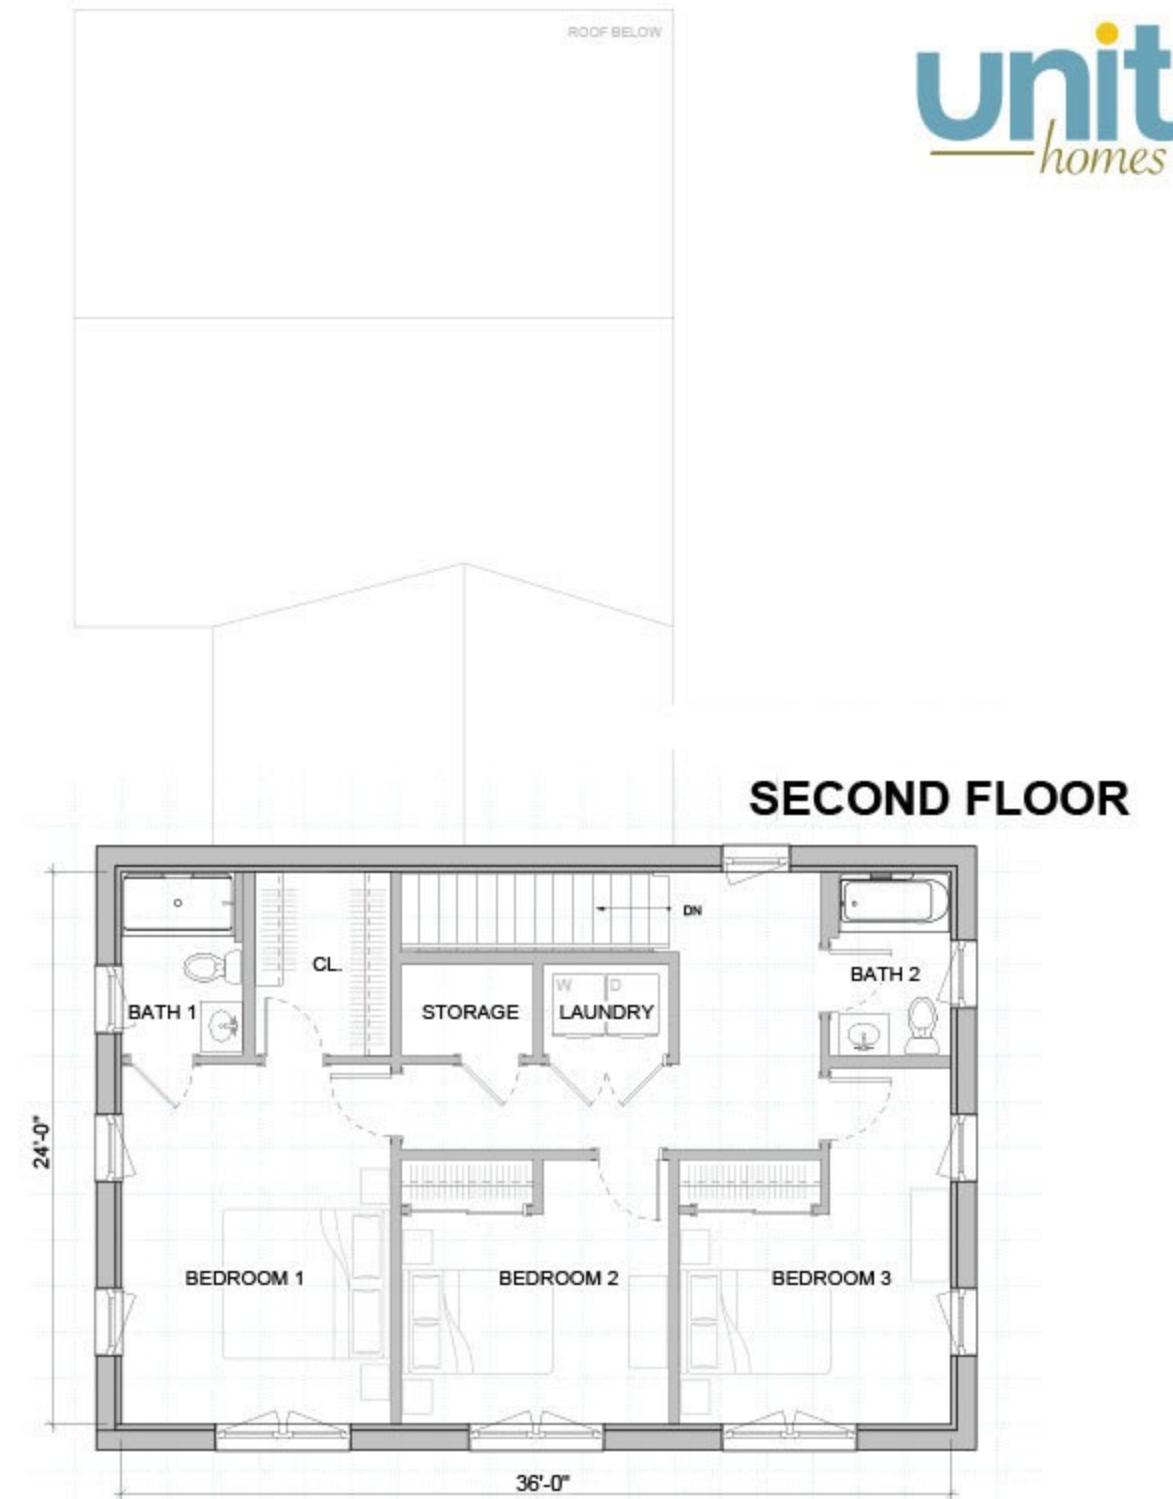 ROOF BELOW
unit
homes
SECOND FLOOR
DN
CL.
BATH 2
W D
BATH 1
STORAGE
LAUNDRY
24'-0"
BEDROOM 1
BEDROOM 2
BEDROOM 3
36'-0"